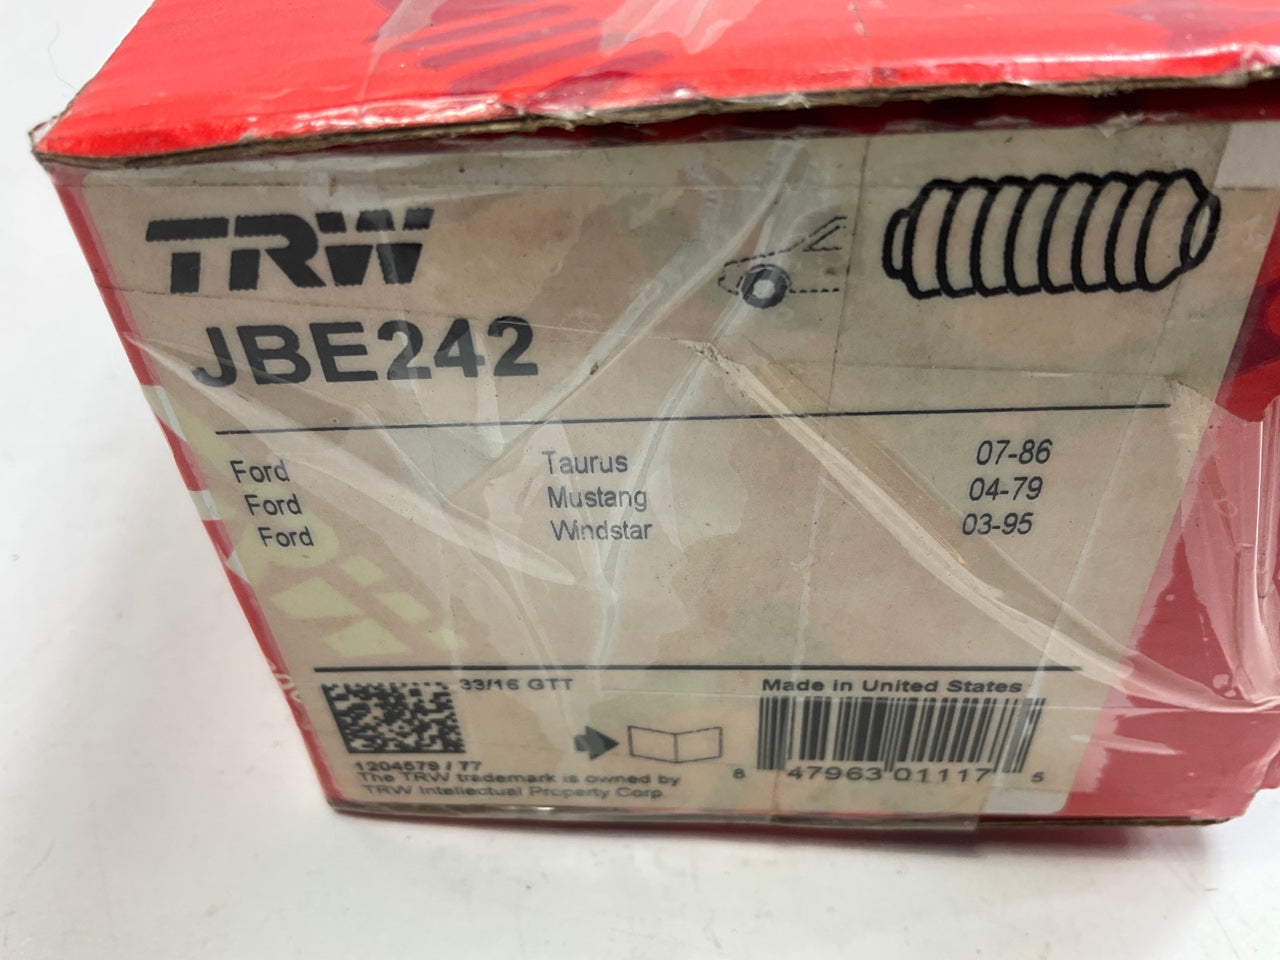 TRW
JBE242
Ford Taurus 07-86
Ford Mustang 04-79
Ford Windstar 03-95
33/16 GTT
Made in United States
1204579 / 77
The TRW trademark is owned by
TRW Intellectual Property Corp.
8 47963 01117 5